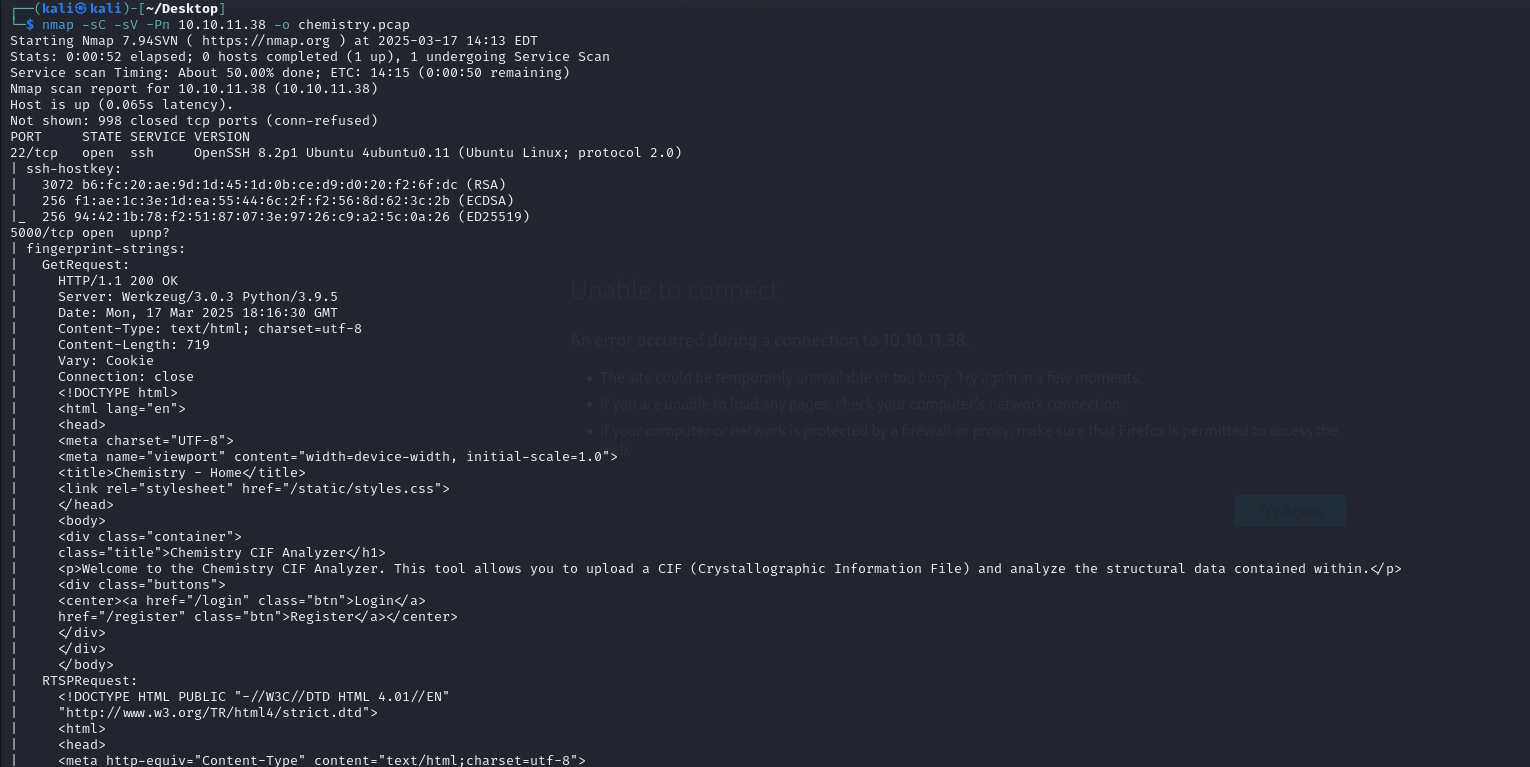 ┌──(kali㉿kali)-[~/Desktop]
└─$ nmap -sC -sV -Pn 10.10.11.38 -o chemistry.pcap
Starting Nmap 7.94SVN ( https://nmap.org ) at 2025-03-17 14:13 EDT
Stats: 0:00:52 elapsed; 0 hosts completed (1 up), 1 undergoing Service Scan
Service scan Timing: About 50.00% done; ETC: 14:15 (0:00:50 remaining)
Nmap scan report for 10.10.11.38 (10.10.11.38)
Host is up (0.065s latency).
Not shown: 998 closed tcp ports (conn-refused)
PORT     STATE SERVICE VERSION
22/tcp   open  ssh     OpenSSH 8.2p1 Ubuntu 4ubuntu0.11 (Ubuntu Linux; protocol 2.0)
| ssh-hostkey:
|   3072 b6:fc:20:ae:9d:1d:45:1d:0b:ce:d9:d0:20:f2:6f:dc (RSA)
|   256 f1:ae:1c:3e:1d:ea:55:44:6c:2f:f2:56:8d:62:3c:2b (ECDSA)
|_  256 94:42:1b:78:f2:51:87:07:3e:97:26:c9:a2:5c:0a:26 (ED25519)
5000/tcp open  upnp?
| fingerprint-strings:
|   GetRequest:
|     HTTP/1.1 200 OK
|     Server: Werkzeug/3.0.3 Python/3.9.5
|     Date: Mon, 17 Mar 2025 18:16:30 GMT
|     Content-Type: text/html; charset=utf-8
|     Content-Length: 719
|     Vary: Cookie
|     Connection: close
|     <!DOCTYPE html>
|     <html lang="en">
|     <head>
|     <meta charset="UTF-8">
|     <meta name="viewport" content="width=device-width, initial-scale=1.0">
|     <title>Chemistry - Home</title>
|     <link rel="stylesheet" href="/static/styles.css">
|     </head>
|     <body>
|     <div class="container">
|     class="title">Chemistry CIF Analyzer</h1>
|     <p>Welcome to the Chemistry CIF Analyzer. This tool allows you to upload a CIF (Crystallographic Information File) and analyze the structural data contained within.</p>
|     <div class="buttons">
|     <center><a href="/login" class="btn">Login</a>
|     href="/register" class="btn">Register</a></center>
|     </div>
|     </div>
|     </body>
|   RTSPRequest:
|     <!DOCTYPE HTML PUBLIC "-//W3C//DTD HTML 4.01//EN"
|     "http://www.w3.org/TR/html4/strict.dtd">
|     <html>
|     <head>
|     <meta http-equiv="Content-Type" content="text/html;charset=utf-8">
Unable to connect
An error occurred during a connection to 10.10.11.38.
• The site could be temporarily unavailable or too busy. Try again in a few moments.
• If you are unable to load any pages, check your computer's network connection
• If your computer or network is protected by a firewall or proxy, make sure that Firefox is permitted to access the
Try Again